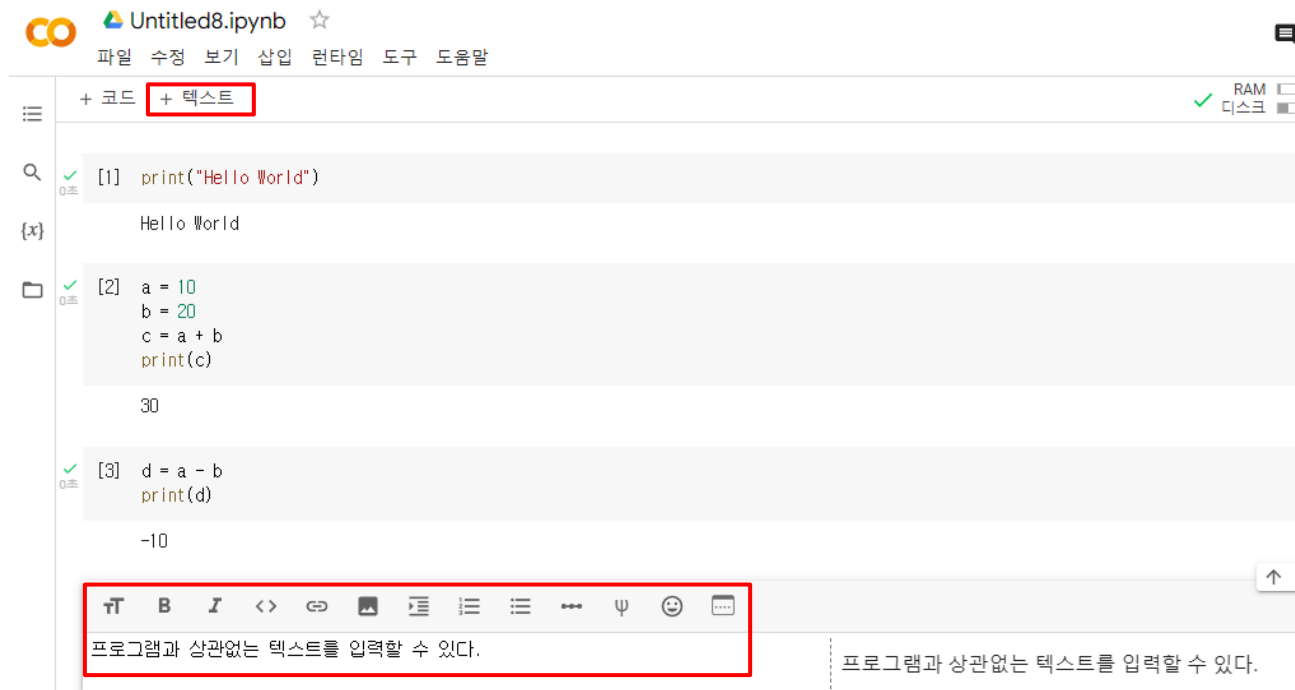 CO Untitled8.ipynb
파일 수정 보기 삽입 런타임 도구 도움말
+ 코드 + 텍스트
RAM
디스크
[1] print("Hello World")
0초
Hello World
{x}
[2] a = 10
0초
b = 20
c = a + b
print(c)
30
[3] d = a - b
0초
print(d)
-10
프로그램과 상관없는 텍스트를 입력할 수 있다.
프로그램과 상관없는 텍스트를 입력할 수 있다.